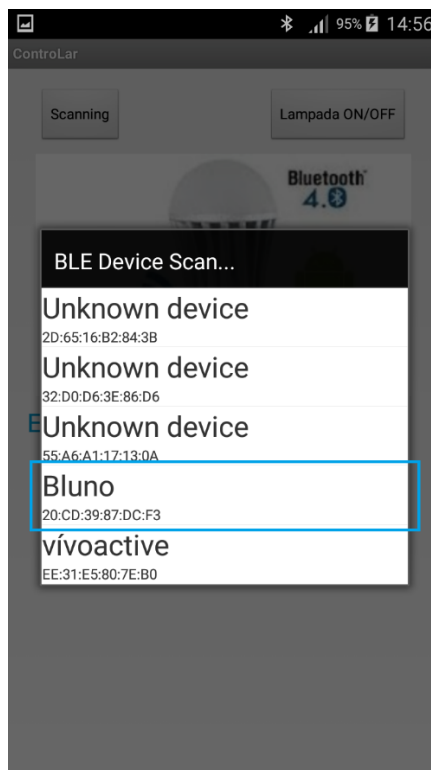 95% 14:56
ControLar
Scanning
Lampada ON/OFF
Bluetooth
4.0
BLE Device Scan...
Unknown device
2D:65:16:B2:84:3B
Unknown device
32:D0:D6:3E:86:D6
E
Unknown device
55:A6:A1:17:13:0A
Bluno
20:CD:39:87:DC:F3
vívoactive
EE:31:E5:80:7E:B0